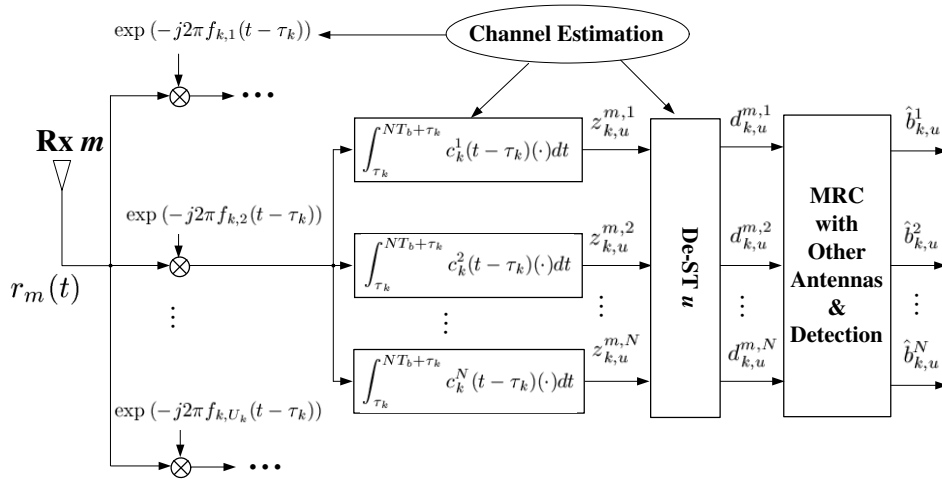 exp (−j2πf_{k,1}(t − τ_k))
Channel Estimation
• • •
Rx m
∫_{τ_k}^{NT_b+τ_k} c_k^1(t − τ_k)(·)dt
z_{k,u}^{m,1}
d_{k,u}^{m,1}
b̂_{k,u}^1
exp (−j2πf_{k,2}(t − τ_k))
∫_{τ_k}^{NT_b+τ_k} c_k^2(t − τ_k)(·)dt
z_{k,u}^{m,2}
De-ST u
d_{k,u}^{m,2}
MRC
with
Other
Antennas
&
Detection
b̂_{k,u}^2
r_m(t)
⋮
⋮
⋮
⋮
⋮
∫_{τ_k}^{NT_b+τ_k} c_k^N(t − τ_k)(·)dt
z_{k,u}^{m,N}
d_{k,u}^{m,N}
b̂_{k,u}^N
exp (−j2πf_{k,U_k}(t − τ_k))
• • •